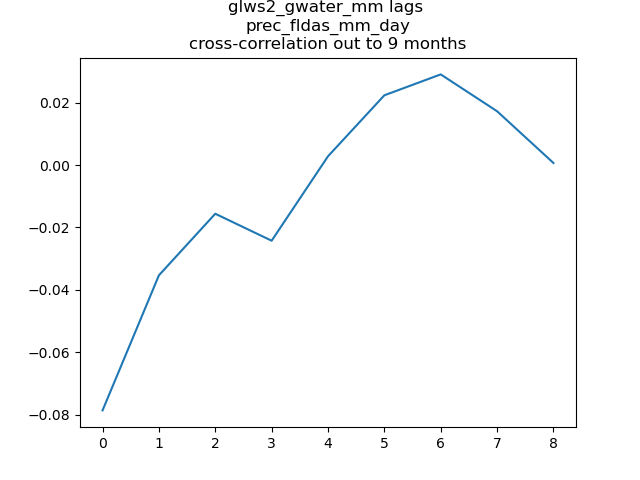 glws2_gwater_mm lags
prec_fldas_mm_day
cross-correlation out to 9 months
0.02
0.00
−0.02
−0.04
−0.06
−0.08
0 1 2 3 4 5 6 7 8